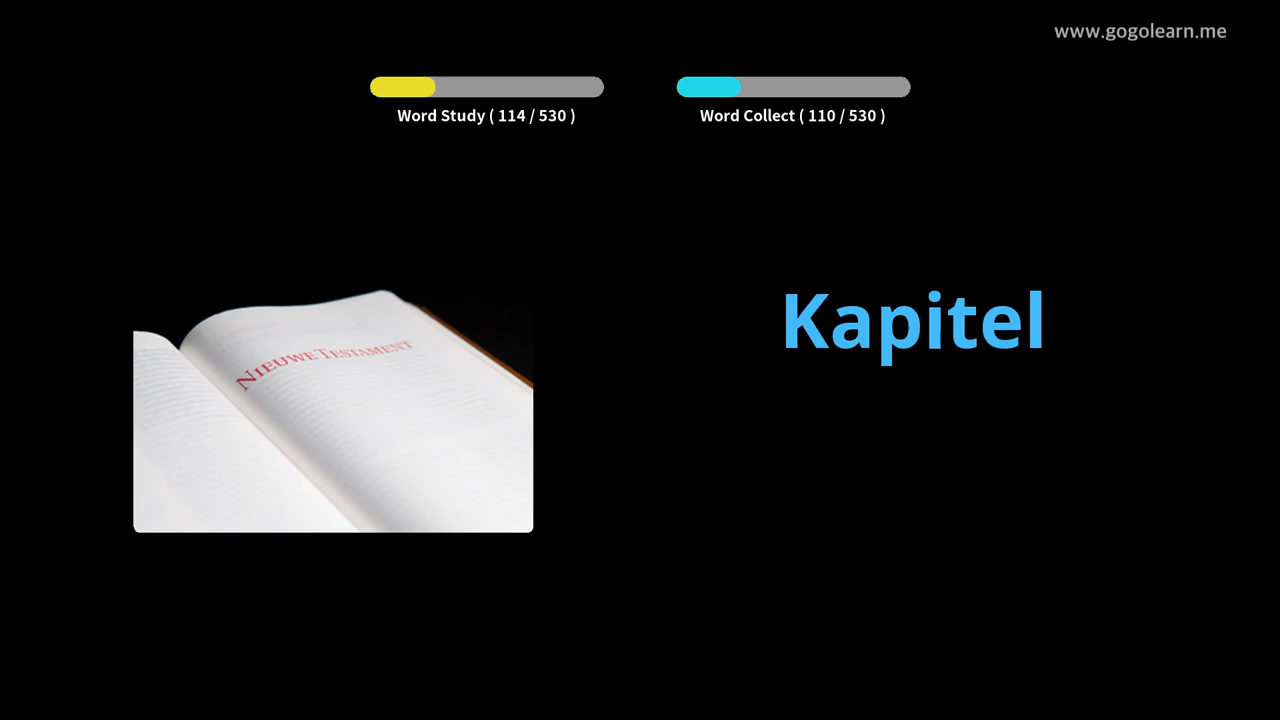 www.gogolearn.me
Word Study ( 114 / 530 )
Word Collect ( 110 / 530 )
Kapitel
NIEUWE TESTAMENT